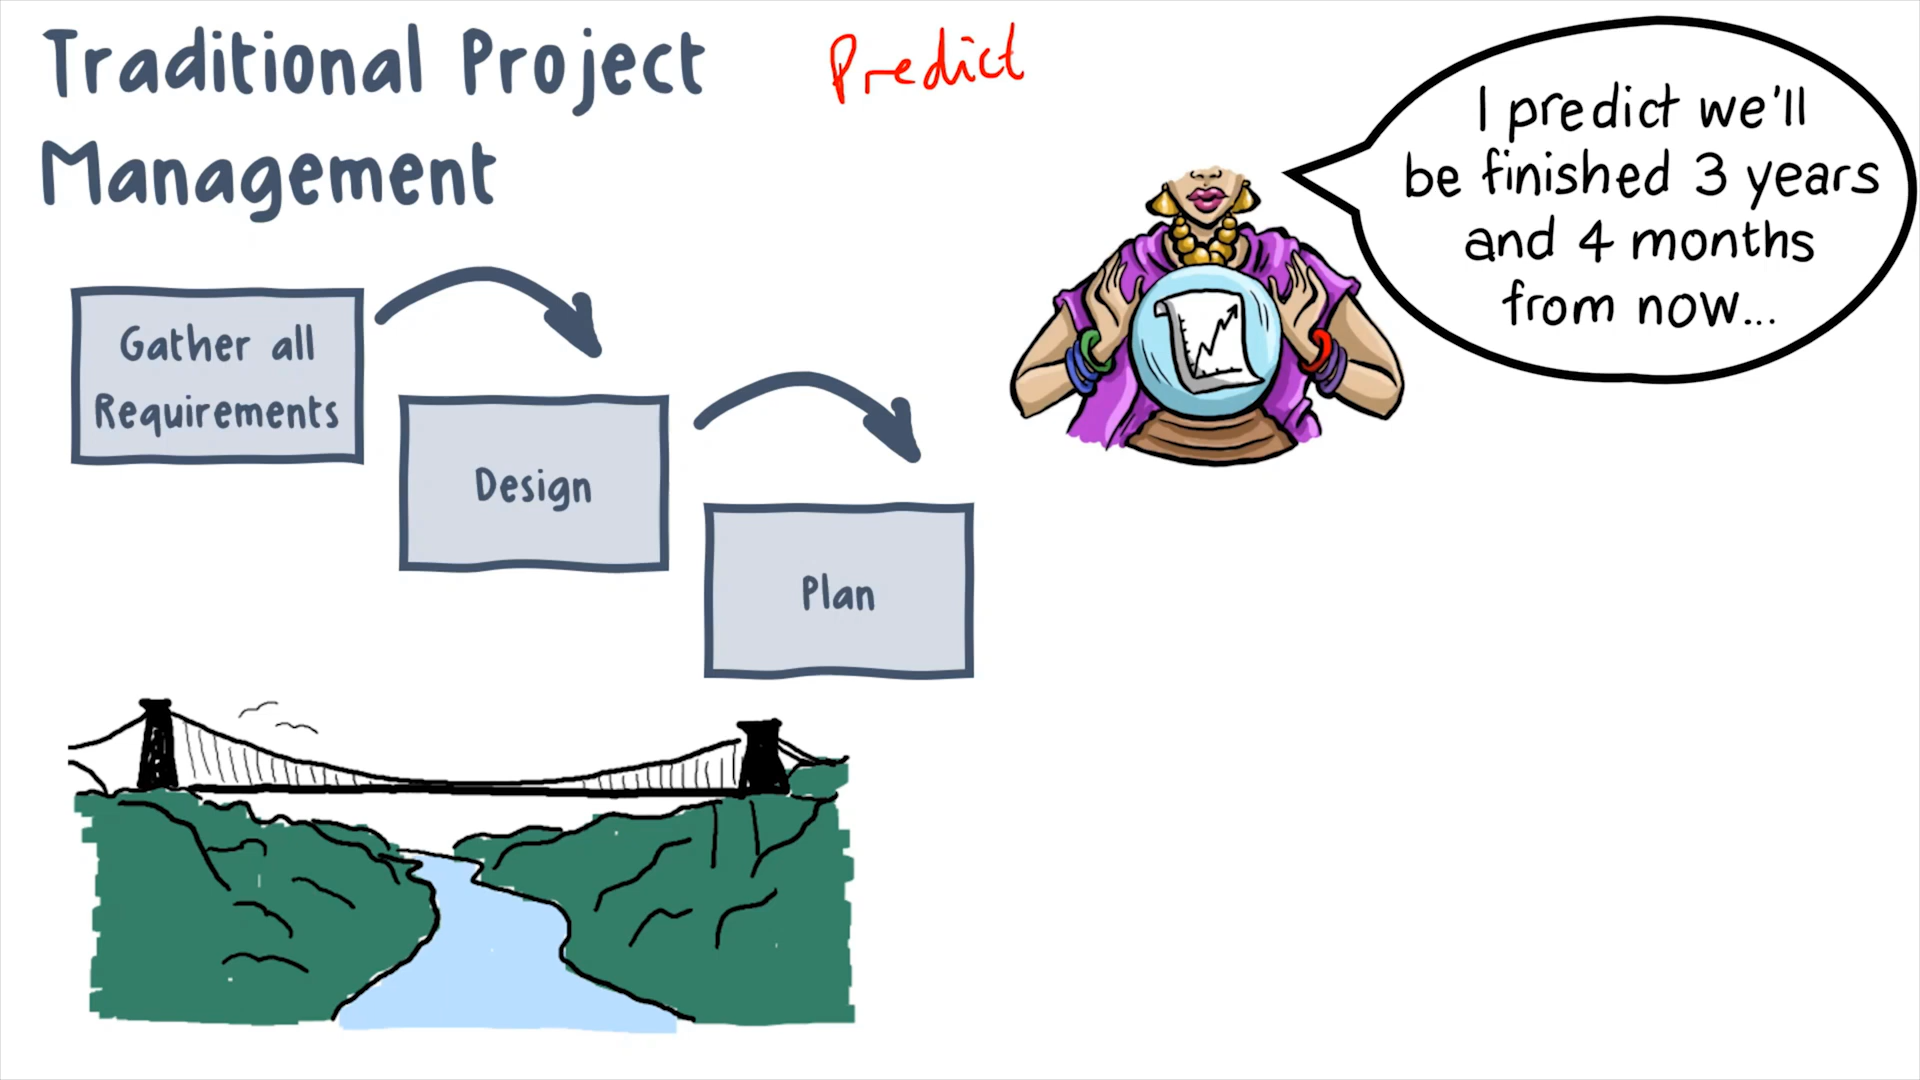 Traditional Project
Management
Predict
I predict we'll
be finished 3 years
and 4 months
from now...
Gather all
Requirements
Design
Plan